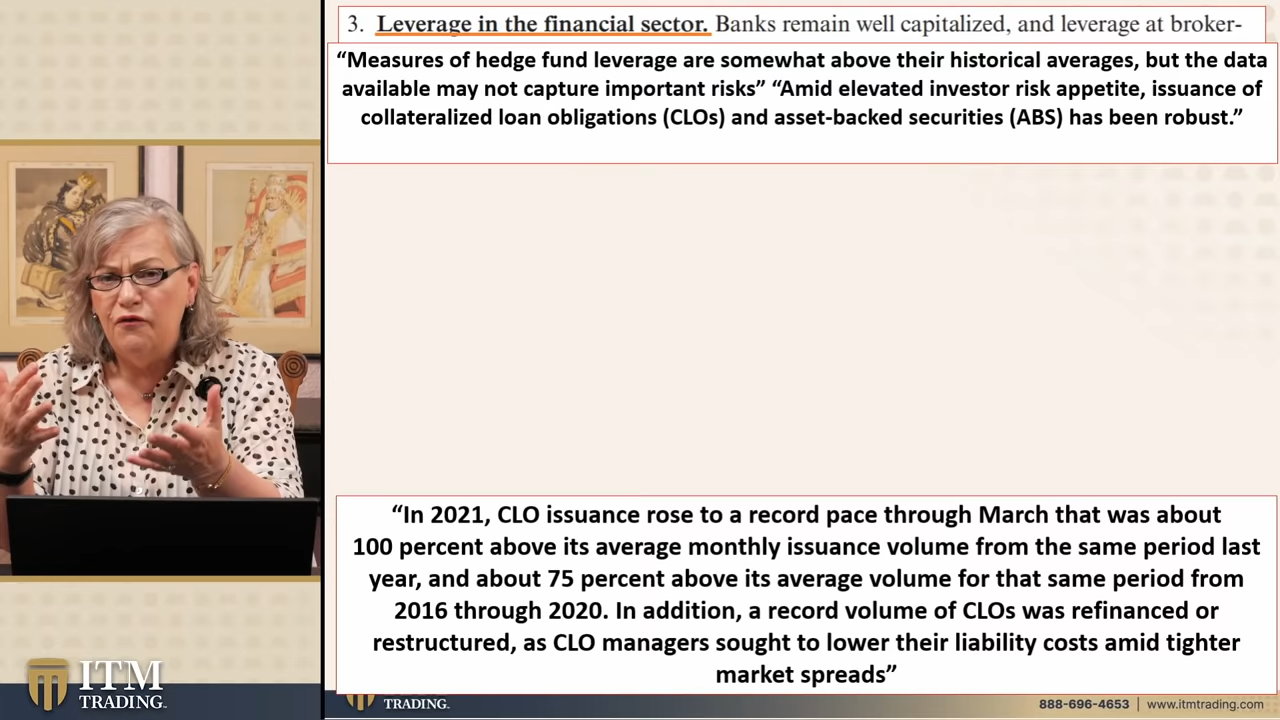 3. Leverage in the financial sector. Banks remain well capitalized, and leverage at broker-
“Measures of hedge fund leverage are somewhat above their historical averages, but the data
available may not capture important risks” “Amid elevated investor risk appetite, issuance of
collateralized loan obligations (CLOs) and asset-backed securities (ABS) has been robust.”
“In 2021, CLO issuance rose to a record pace through March that was about
100 percent above its average monthly issuance volume from the same period last
year, and about 75 percent above its average volume for that same period from
2016 through 2020. In addition, a record volume of CLOs was refinanced or
restructured, as CLO managers sought to lower their liability costs amid tighter
market spreads”
ITM
TRADING
TRADING.
888-696-4653 | www.itmtrading.com